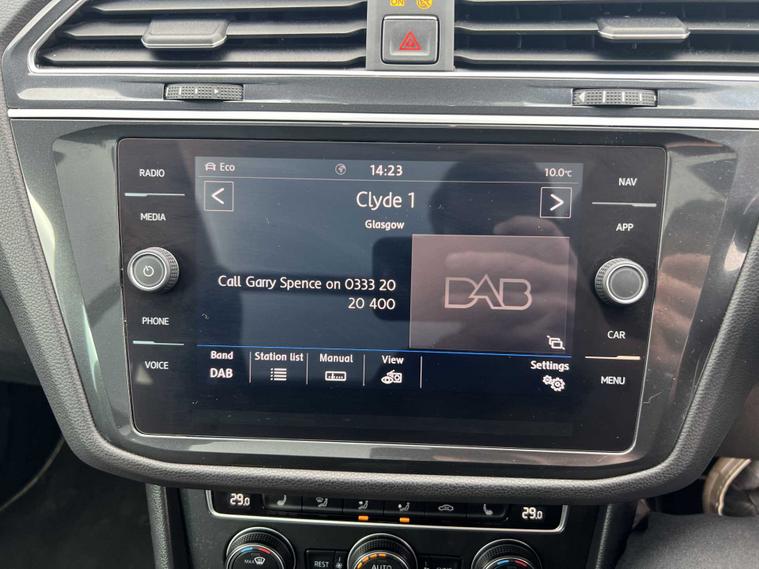 ON
RADIO
MEDIA
PHONE
VOICE
Eco
14:23
10.0°C
<
Clyde 1
>
Glasgow
Call Garry Spence on 0333 20
20 400
DAB
Band
DAB
Station list
Manual
View
Settings
NAV
APP
CAR
MENU
29.0
29.0
MAX
REST
AUTO